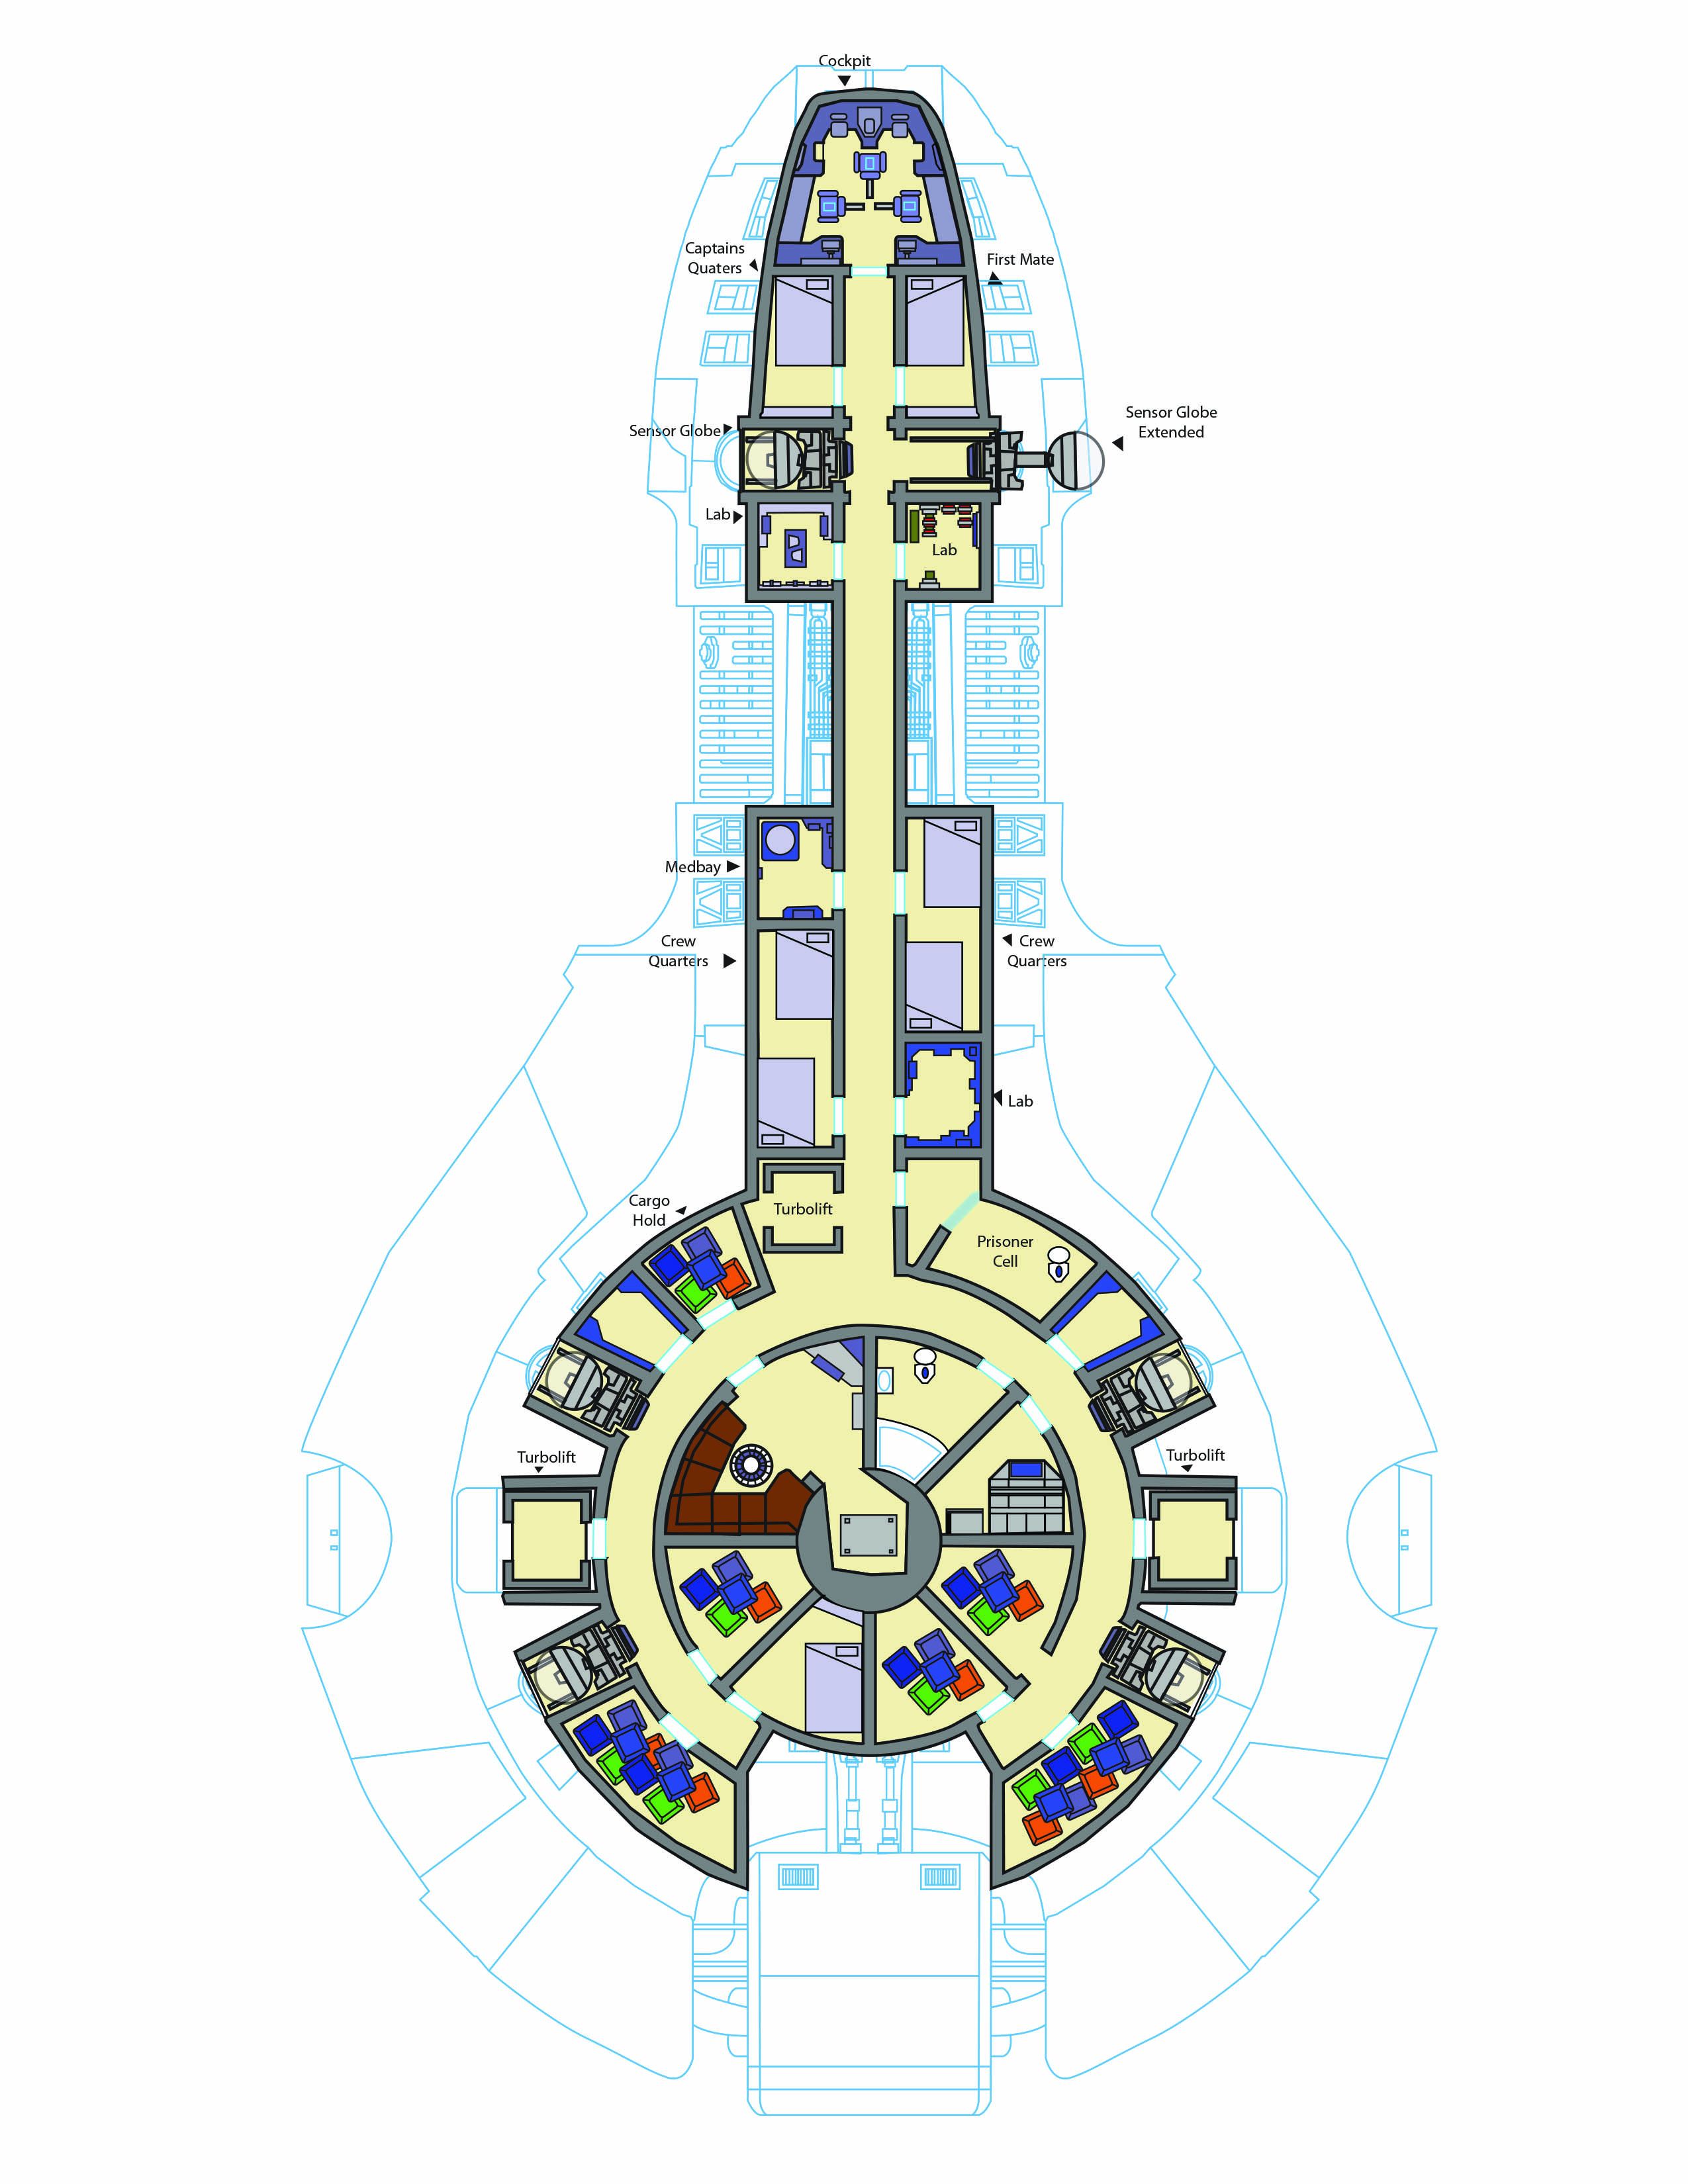 Cockpit
Captains
Quaters
First Mate
Sensor Globe
Sensor Globe
Extended
Lab
Lab
Medbay
Crew
Quarters
Crew
Quarters
Lab
Cargo
Hold
Turbolift
Prisoner
Cell
Turbolift
Turbolift